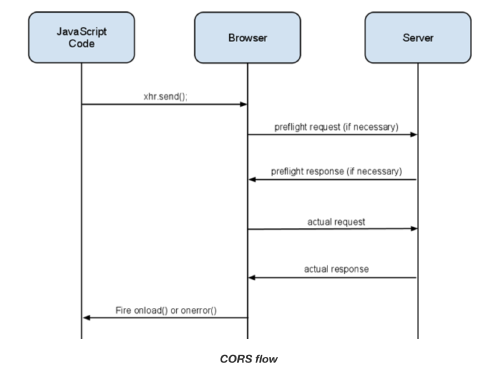 JavaScript
Code
Browser
Server
xhr.send();
preflight request (if necessary)
preflight response (if necessary)
actual request
actual response
Fire onload() or onerror()
CORS flow